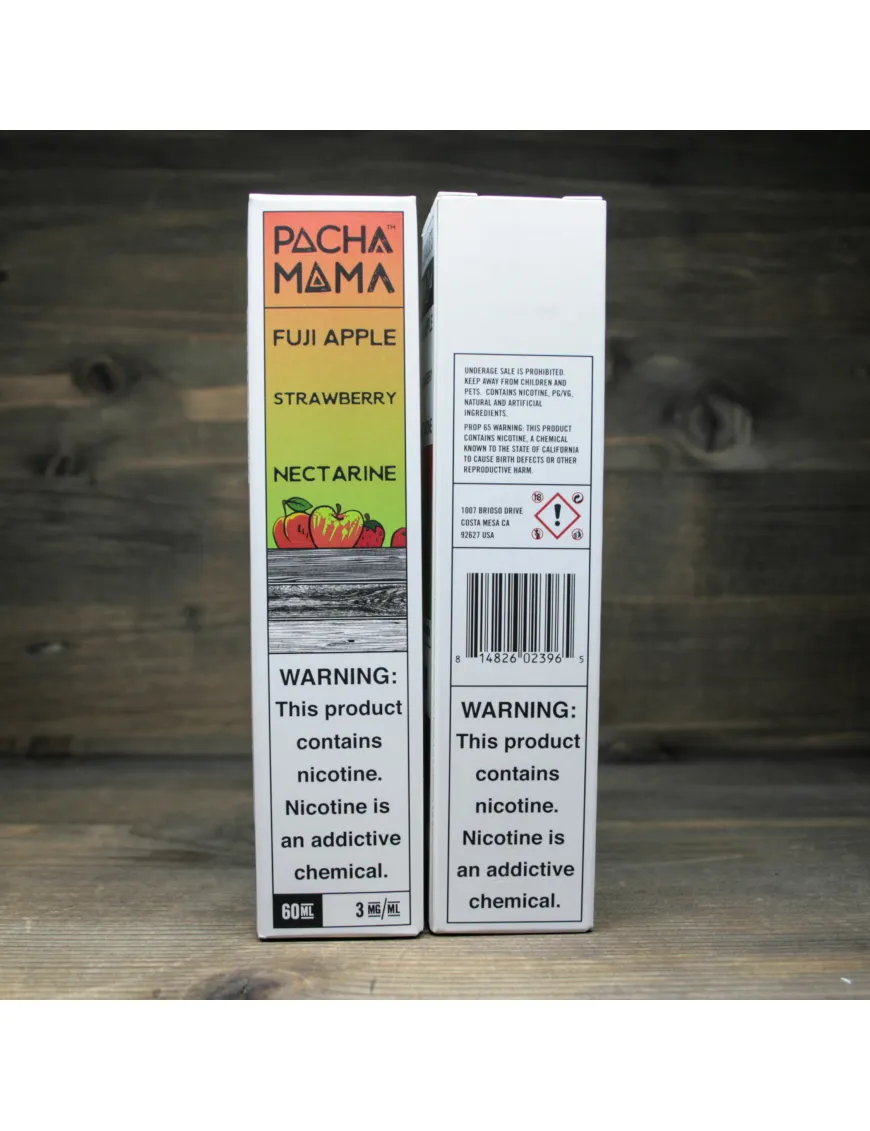 PACHA™
MAMA
FUJI APPLE
STRAWBERRY
NECTARINE
WARNING:
This product
contains
nicotine.
Nicotine is
an addictive
chemical.
60ML
3 MG/ML
UNDERAGE SALE IS PROHIBITED.
KEEP AWAY FROM CHILDREN AND
PETS. CONTAINS NICOTINE, PG/VG,
NATURAL AND ARTIFICIAL
INGREDIENTS.
PROP 65 WARNING: THIS PRODUCT
CONTAINS NICOTINE, A CHEMICAL
KNOWN TO THE STATE OF CALIFORNIA
TO CAUSE BIRTH DEFECTS OR OTHER
REPRODUCTIVE HARM.
1007 BRIOSO DRIVE
COSTA MESA CA
92627 USA
18
!
8 14826 02396 5
WARNING:
This product
contains
nicotine.
Nicotine is
an addictive
chemical.